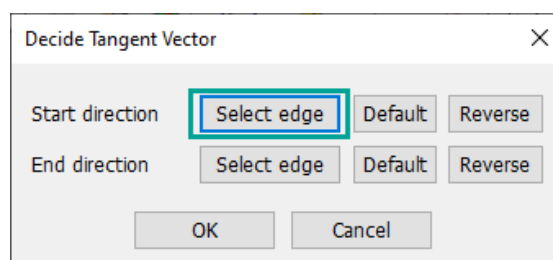 Decide Tangent Vector
Start direction Select edge Default Reverse
End direction Select edge Default Reverse
OK Cancel